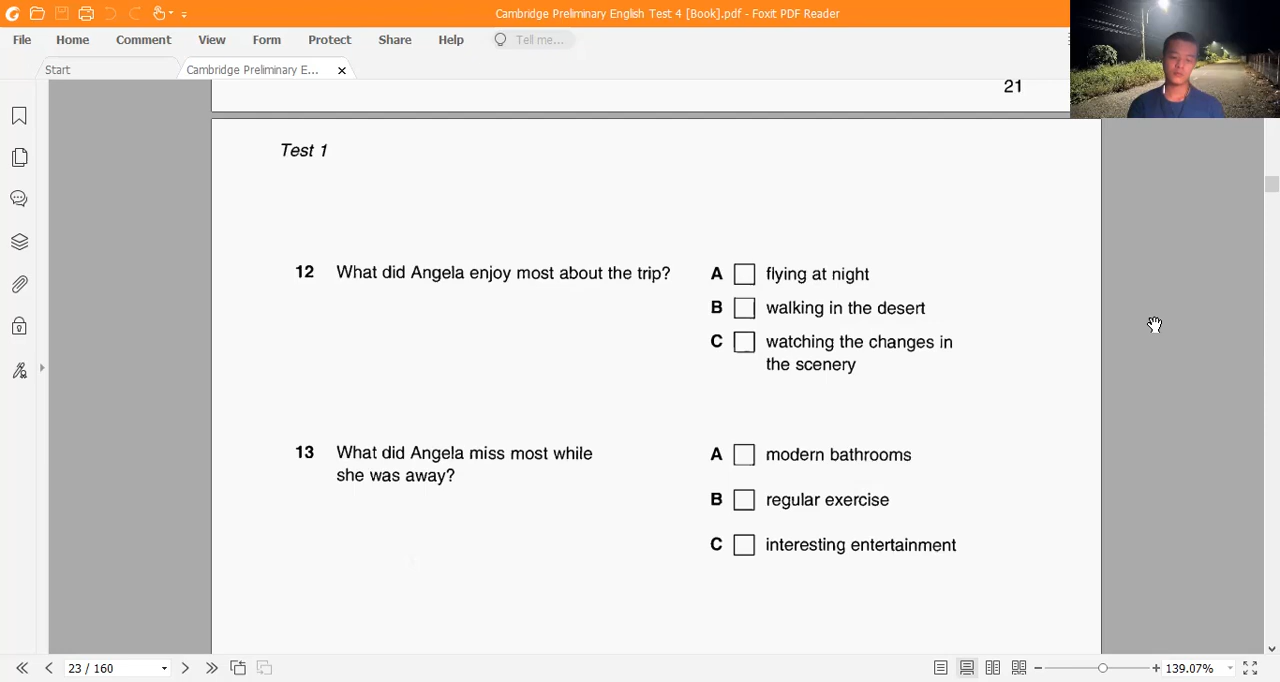 Cambridge Preliminary English Test 4 [Book].pdf - Foxit PDF Reader
File Home Comment View Form Protect Share Help Tell me...
Start Cambridge Preliminary E...
21
Test 1
12 What did Angela enjoy most about the trip?
A flying at night
B walking in the desert
C watching the changes in
the scenery
13 What did Angela miss most while
she was away?
A modern bathrooms
B regular exercise
C interesting entertainment
23 / 160 139.07%